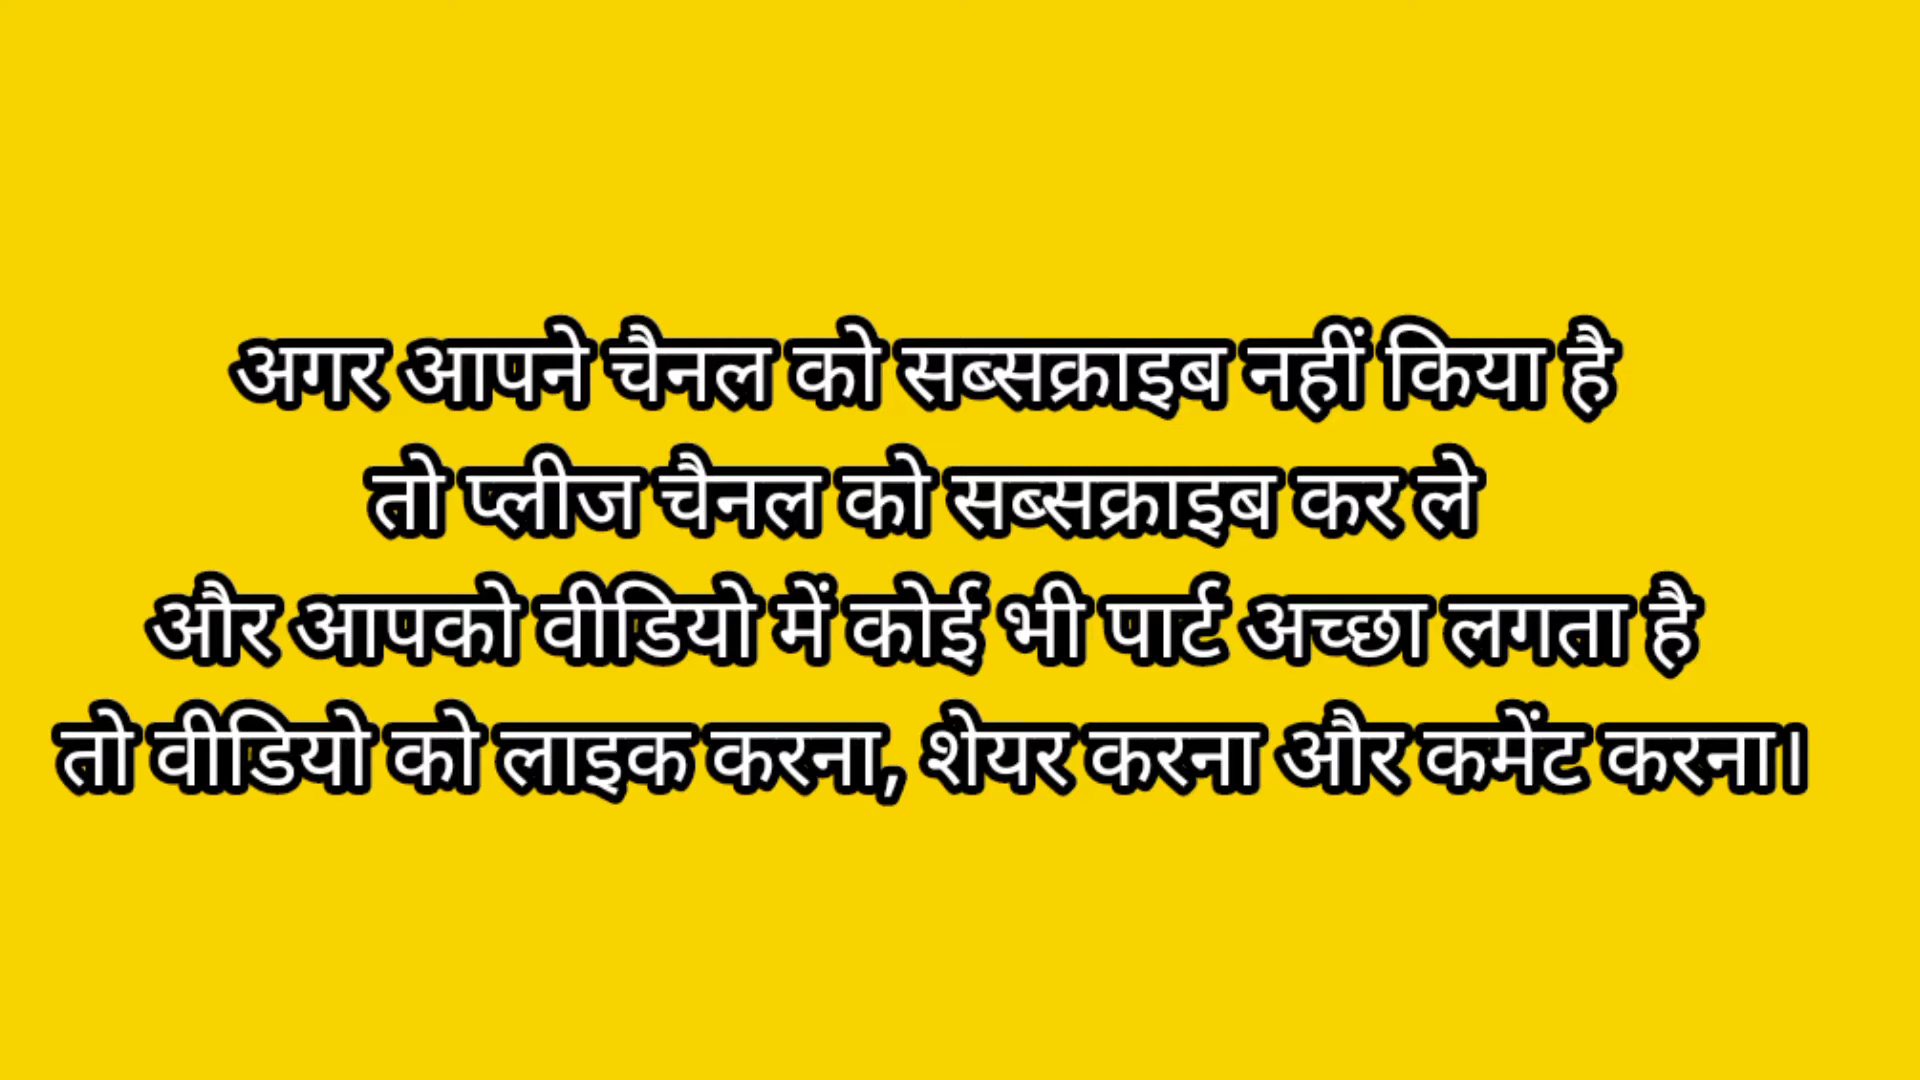 अगर आपने चैनल को सब्सक्राइब नहीं किया है
तो प्लीज चैनल को सब्सक्राइब कर ले
और आपको वीडियो में कोई भी पार्ट अच्छा लगता है
तो वीडियो को लाइक करना, शेयर करना और कमेंट करना।